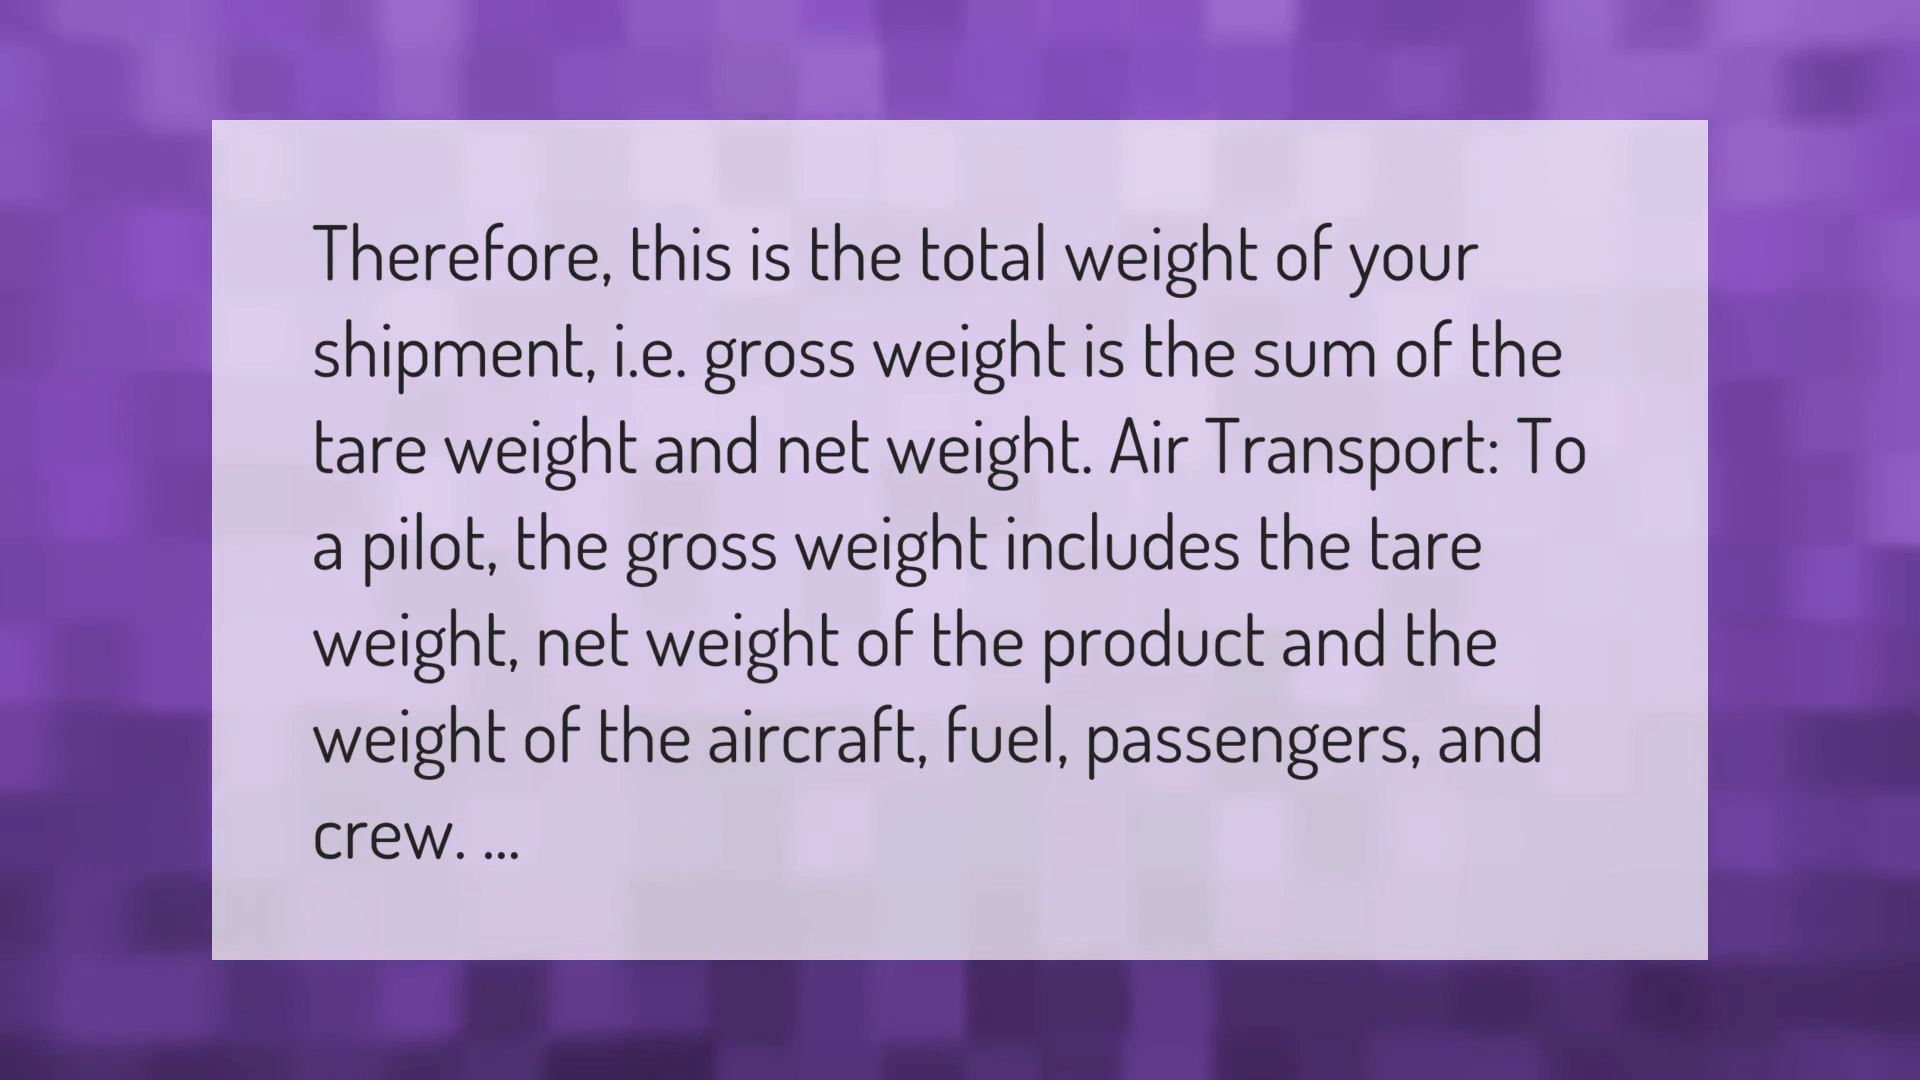 Therefore, this is the total weight of your
shipment, i.e. gross weight is the sum of the
tare weight and net weight. Air Transport: To
a pilot, the gross weight includes the tare
weight, net weight of the product and the
weight of the aircraft, fuel, passengers, and
crew. ...